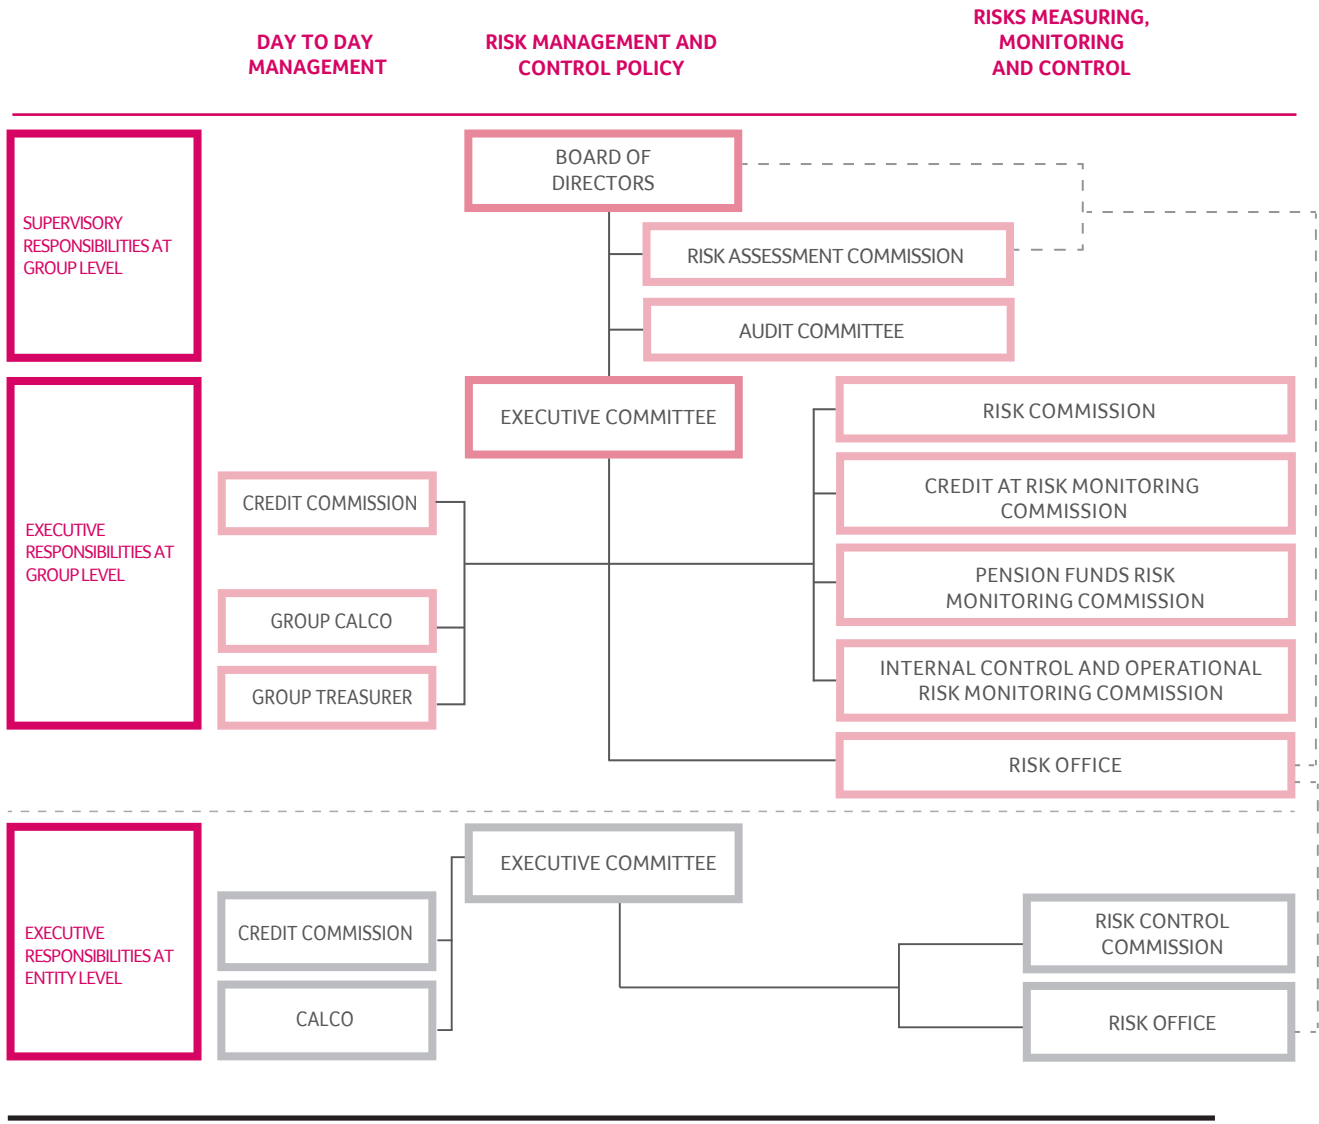 DAY TO DAY
MANAGEMENT
RISK MANAGEMENT AND
CONTROL POLICY
RISKS MEASURING,
MONITORING
AND CONTROL
SUPERVISORY
RESPONSIBILITIES AT
GROUP LEVEL
BOARD OF
DIRECTORS
RISK ASSESSMENT COMMISSION
AUDIT COMMITTEE
EXECUTIVE
RESPONSIBILITIES AT
GROUP LEVEL
EXECUTIVE COMMITTEE
CREDIT COMMISSION
GROUP CALCO
GROUP TREASURER
RISK COMMISSION
CREDIT AT RISK MONITORING
COMMISSION
PENSION FUNDS RISK
MONITORING COMMISSION
INTERNAL CONTROL AND OPERATIONAL
RISK MONITORING COMMISSION
RISK OFFICE
EXECUTIVE
RESPONSIBILITIES AT
ENTITY LEVEL
EXECUTIVE COMMITTEE
CREDIT COMMISSION
CALCO
RISK CONTROL
COMMISSION
RISK OFFICE